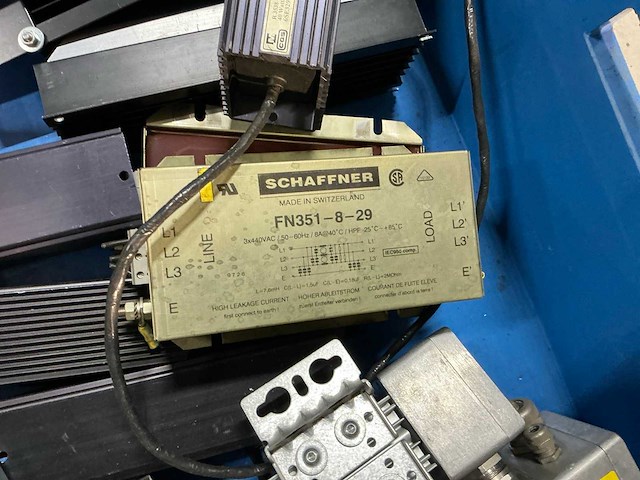 SCHAFFNER
MADE IN SWITZERLAND
FN351-8-29
3x440VAC / 50-60Hz / 8A@40°C / HPF -25°C-+85°C
L1 L1'
L2 L2'
L3 L3'
E E'
LINE
LOAD
HIGH LEAKAGE CURRENT
first connect to earth !
HOHER ABLEITSTROM
zuerst Erdleiter verbinden !
COURANT DE FUITE ELEVE
connecter d'abord la terre !